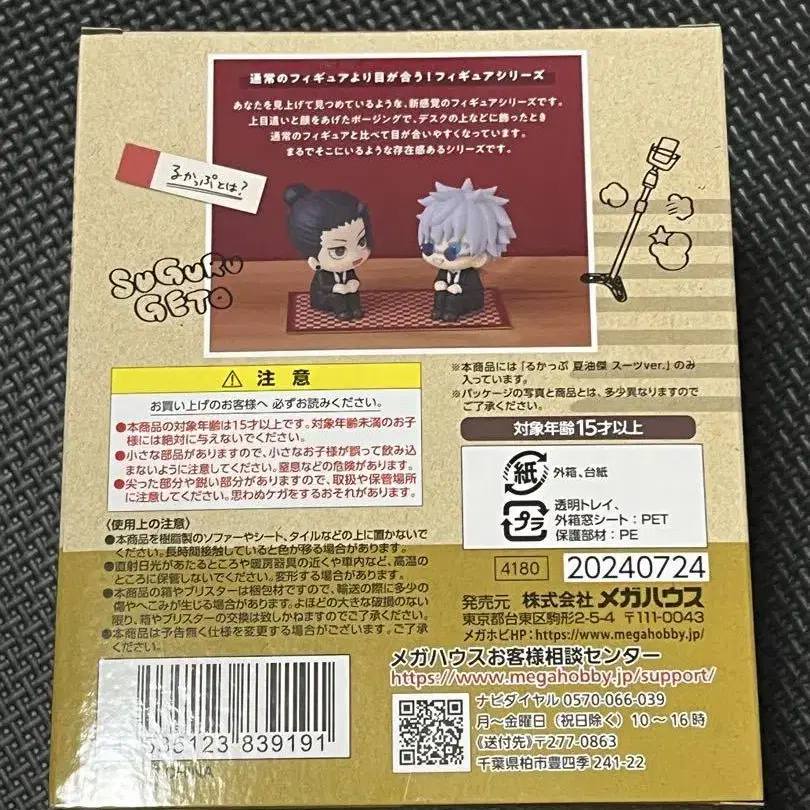 通常のフィギュアより目が合う!フィギュアシリーズ
あなたを見上げて見つめているような、新感覚のフィギュアシリーズです。
上目遣いと顔をあげたポージングで、デスクの上などに飾ったとき
通常のフィギュアと比べて目が合いやすくなっています。
まるでそこにいるような存在感あるシリーズです。
るかっぷとは?
SUGURU
GETO
⚠ 注意
お買い上げのお客様へ 必ずお読みください。
●本商品の対象年齢は15才以上です。対象年齢未満のお子
様には絶対に与えないでください。
●小さな部品がありますので、小さなお子様が誤って飲み込
まないように注意してください。窒息などの危険があります。
●尖った部分や鋭い部分がありますので、取扱や保管場所
に注意してください。思わぬケガをするおそれがあります。
〈使用上の注意〉
●本商品を樹脂製のソファーやシート、タイルなどの上に置かないで
ください。長時間接触していると色が移る場合があります。
●直射日光があたるところや暖房器具の近くや車内など、高温の
ところに保管しないでください。変形する場合があります。
●本商品の箱やブリスターは梱包材ですので、輸送の際に多少の
傷やへこみが生じる場合があります。よほどの大きな破損のない
限り、箱やブリスターの交換は致しかねますのでご了承ください。
●本商品は予告無く仕様を変更する場合がございます。ご了承
ください。
※本商品には「るかっぷ 夏油傑 スーツver.」のみ
入っています。
※パッケージの写真と商品とは、多少異なりますので
ご了承ください。
対象年齢15才以上
紙 外箱、台紙
プラ 透明トレイ、
外箱窓シート:PET
保護部材:PE
4180 20240724
発売元 株式会社 メガハウス
東京都台東区駒形2-5-4 〒111-0043
メガホビHP:https://www.megahobby.jp/
メガハウスお客様相談センター
https://www.megahobby.jp/support/
ナビダイヤル 0570-066-039
月~金曜日(祝日除く)10~16時
《送付先》〒277-0863
千葉県柏市豊四季241-22
535123 839191